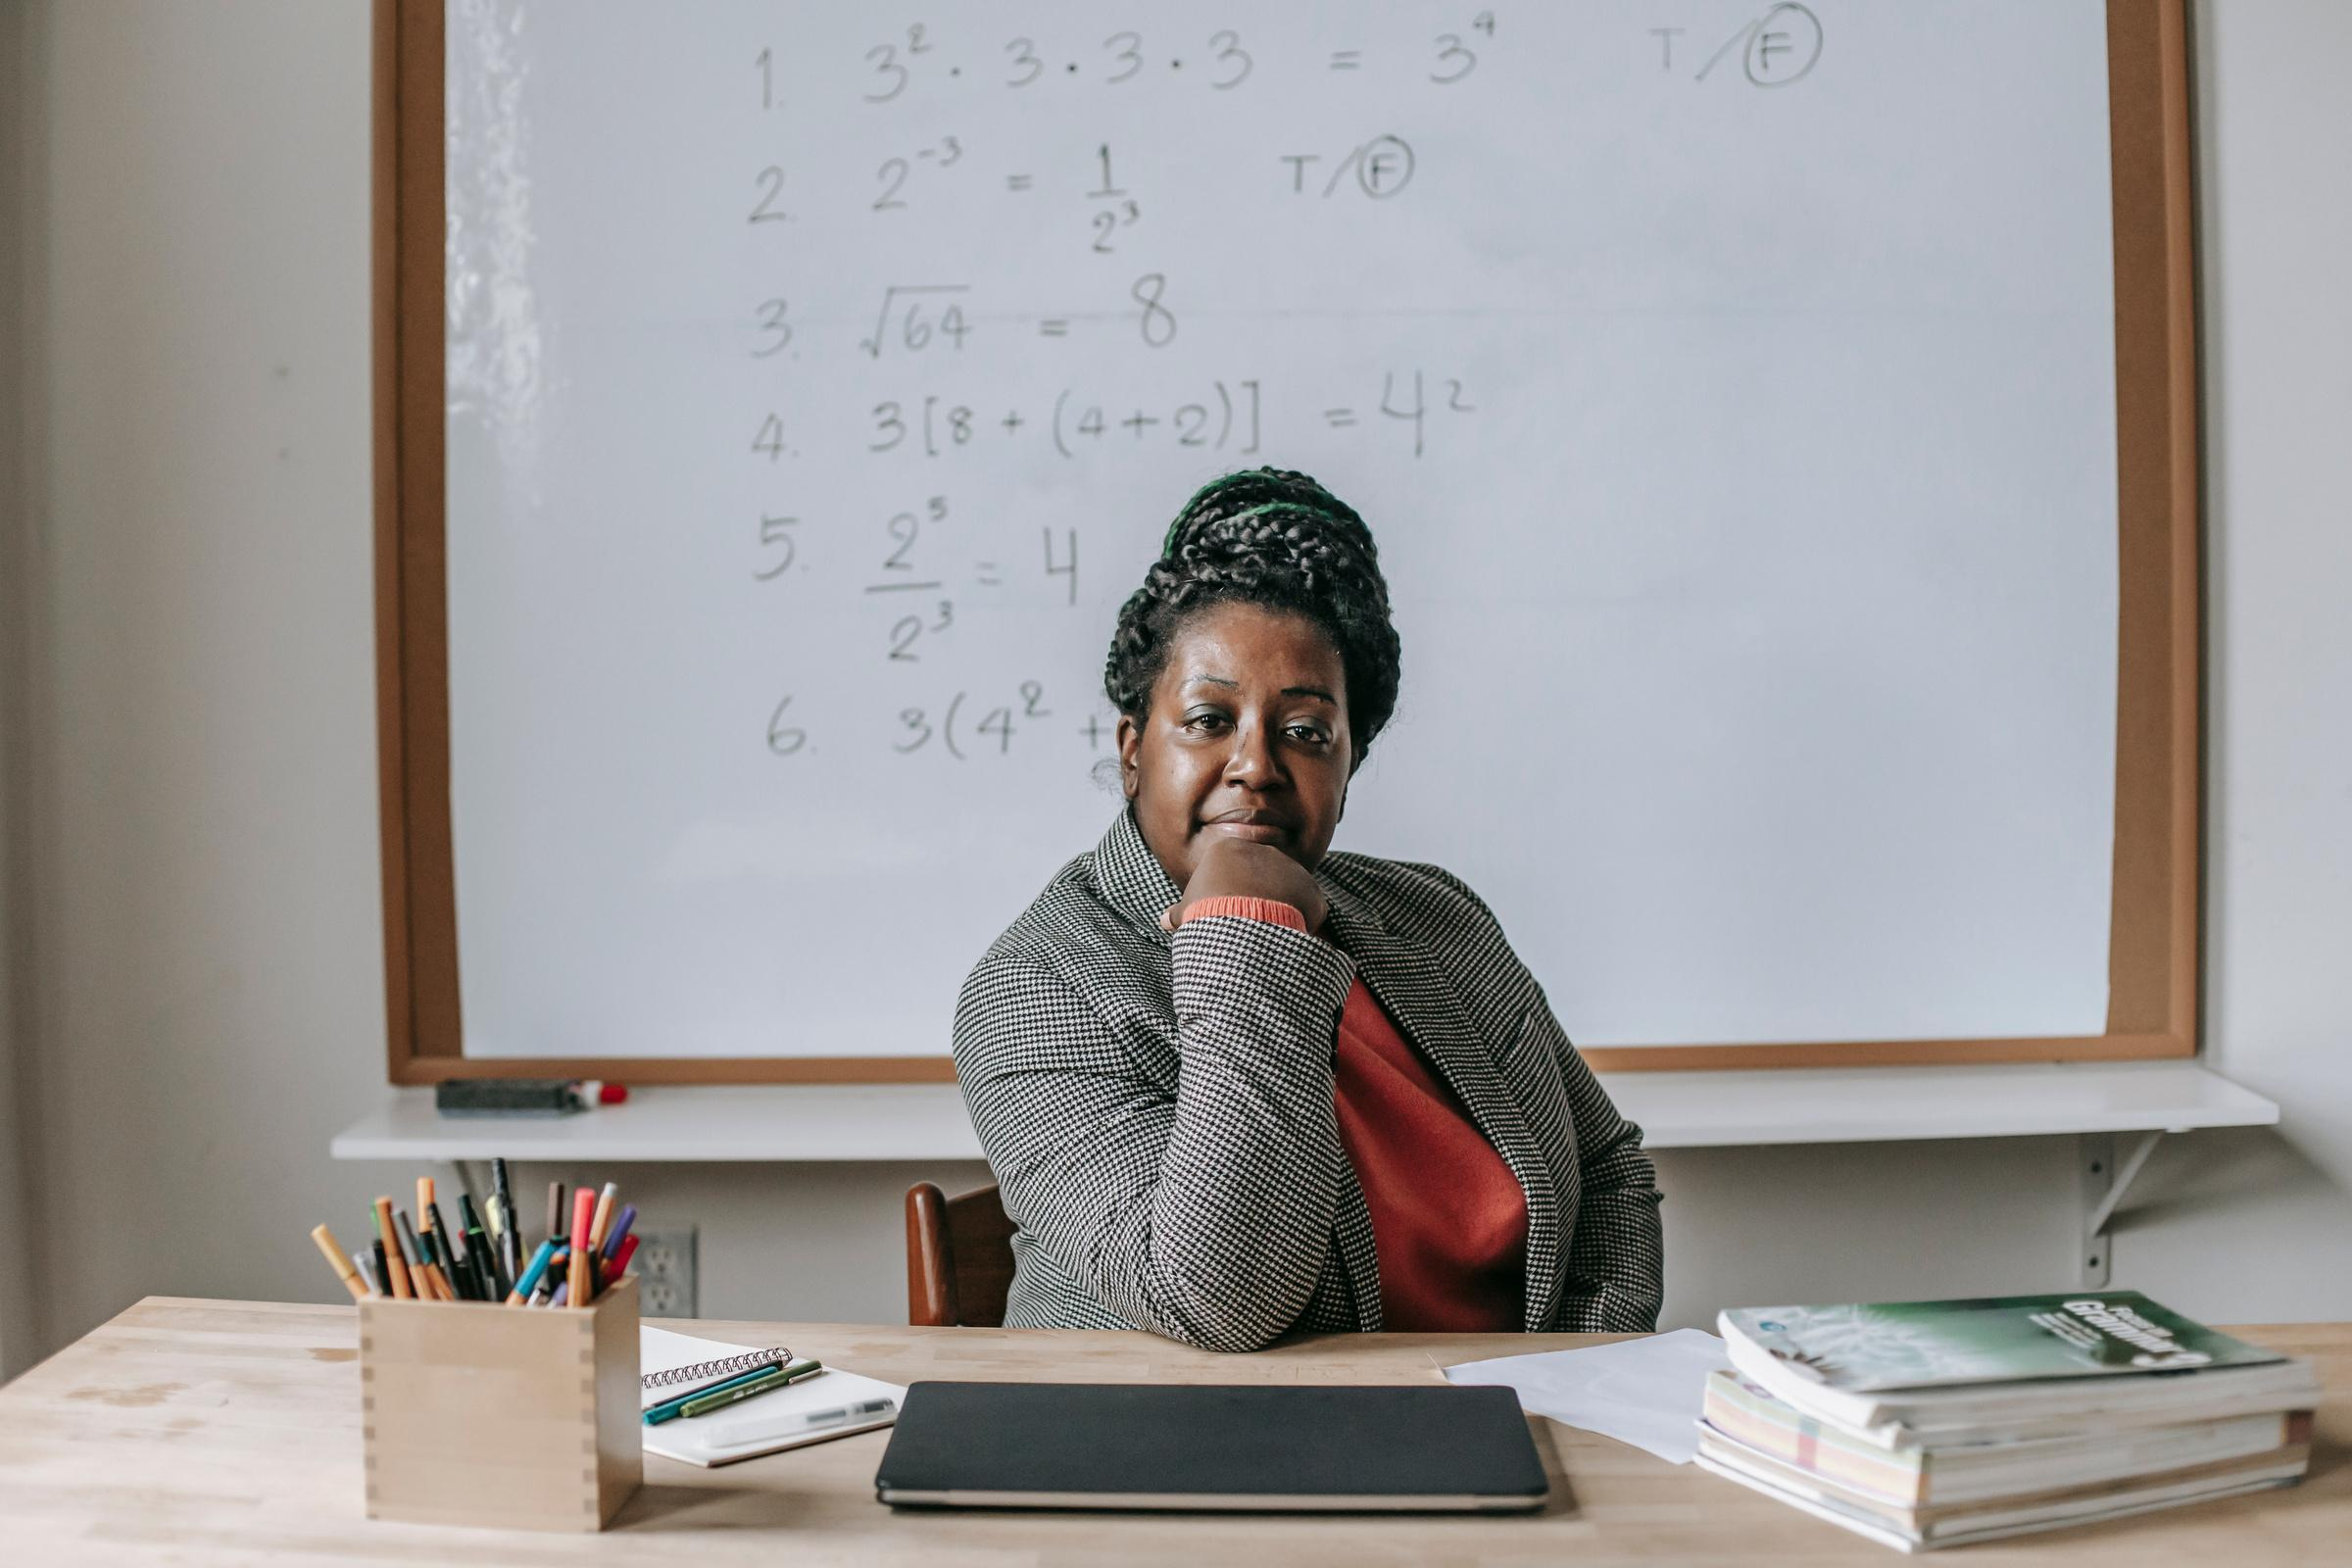 1. 3² · 3 · 3 · 3 = 3⁴ T/F
2. 2⁻³ = 1/2³ T/F
3. √64 = 8
4. 3[8 + (4+2)] = 42
5. 2⁵/2³ = 4
6. 3(4² +
Grammar